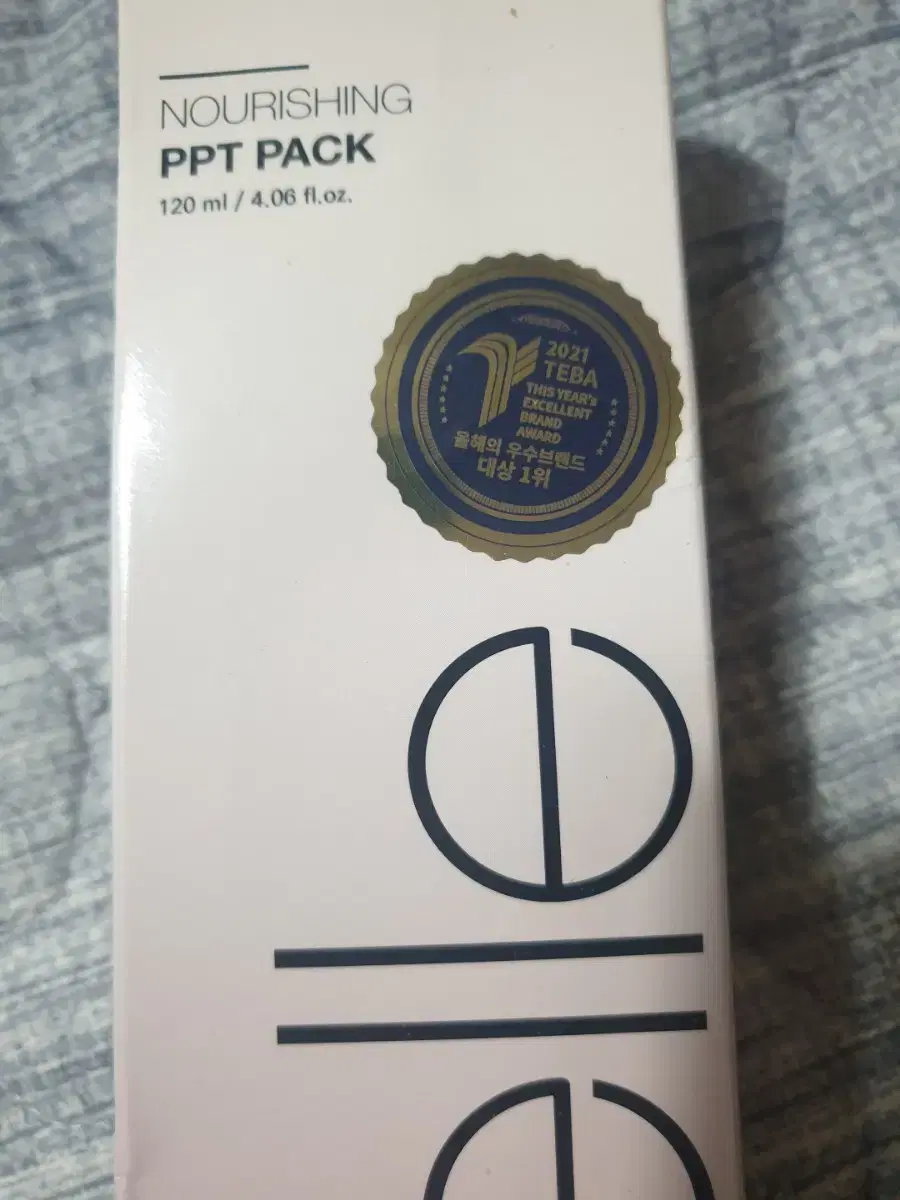 NOURISHING
PPT PACK
120 ml / 4.06 fl.oz.
2021
TEBA
THIS YEAR's
EXCELLENT
BRAND
AWARD
올해의 우수브랜드
대상 1위
elle